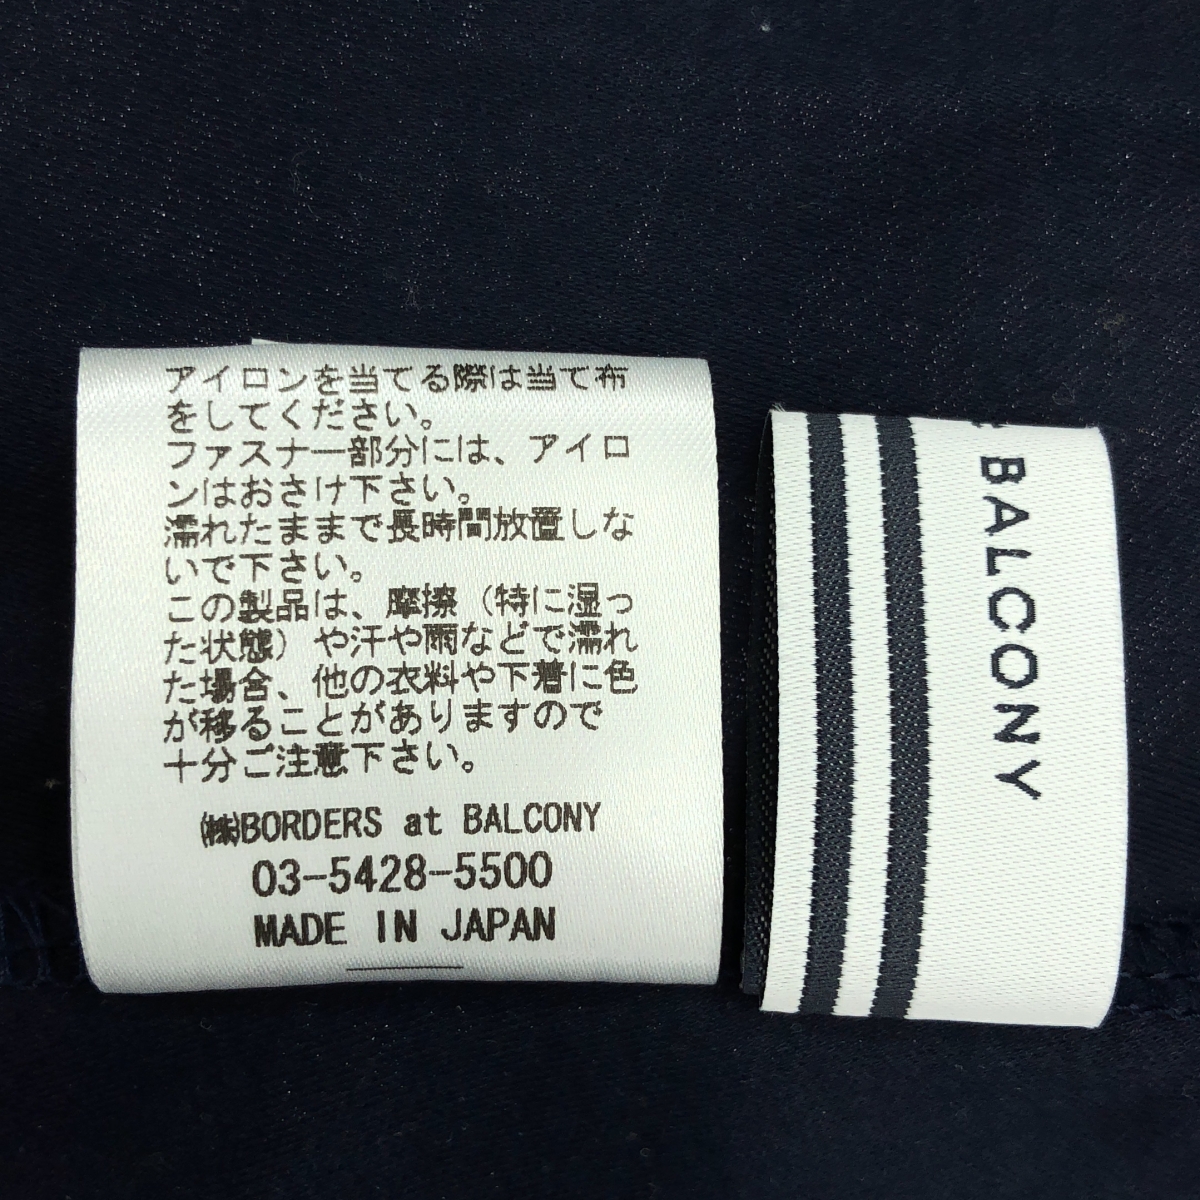 アイロンを当てる際は当て布
をしてください。
ファスナー部分には、アイロ
ンはおさけ下さい。
濡れたままで長時間放置しな
いで下さい。
この製品は、摩擦（特に湿っ
た状態）や汗や雨などで濡れ
た場合、他の衣料や下着に色
が移ることがありますので
十分ご注意下さい。
㈱BORDERS at BALCONY
03-5428-5500
MADE IN JAPAN
BALCONY